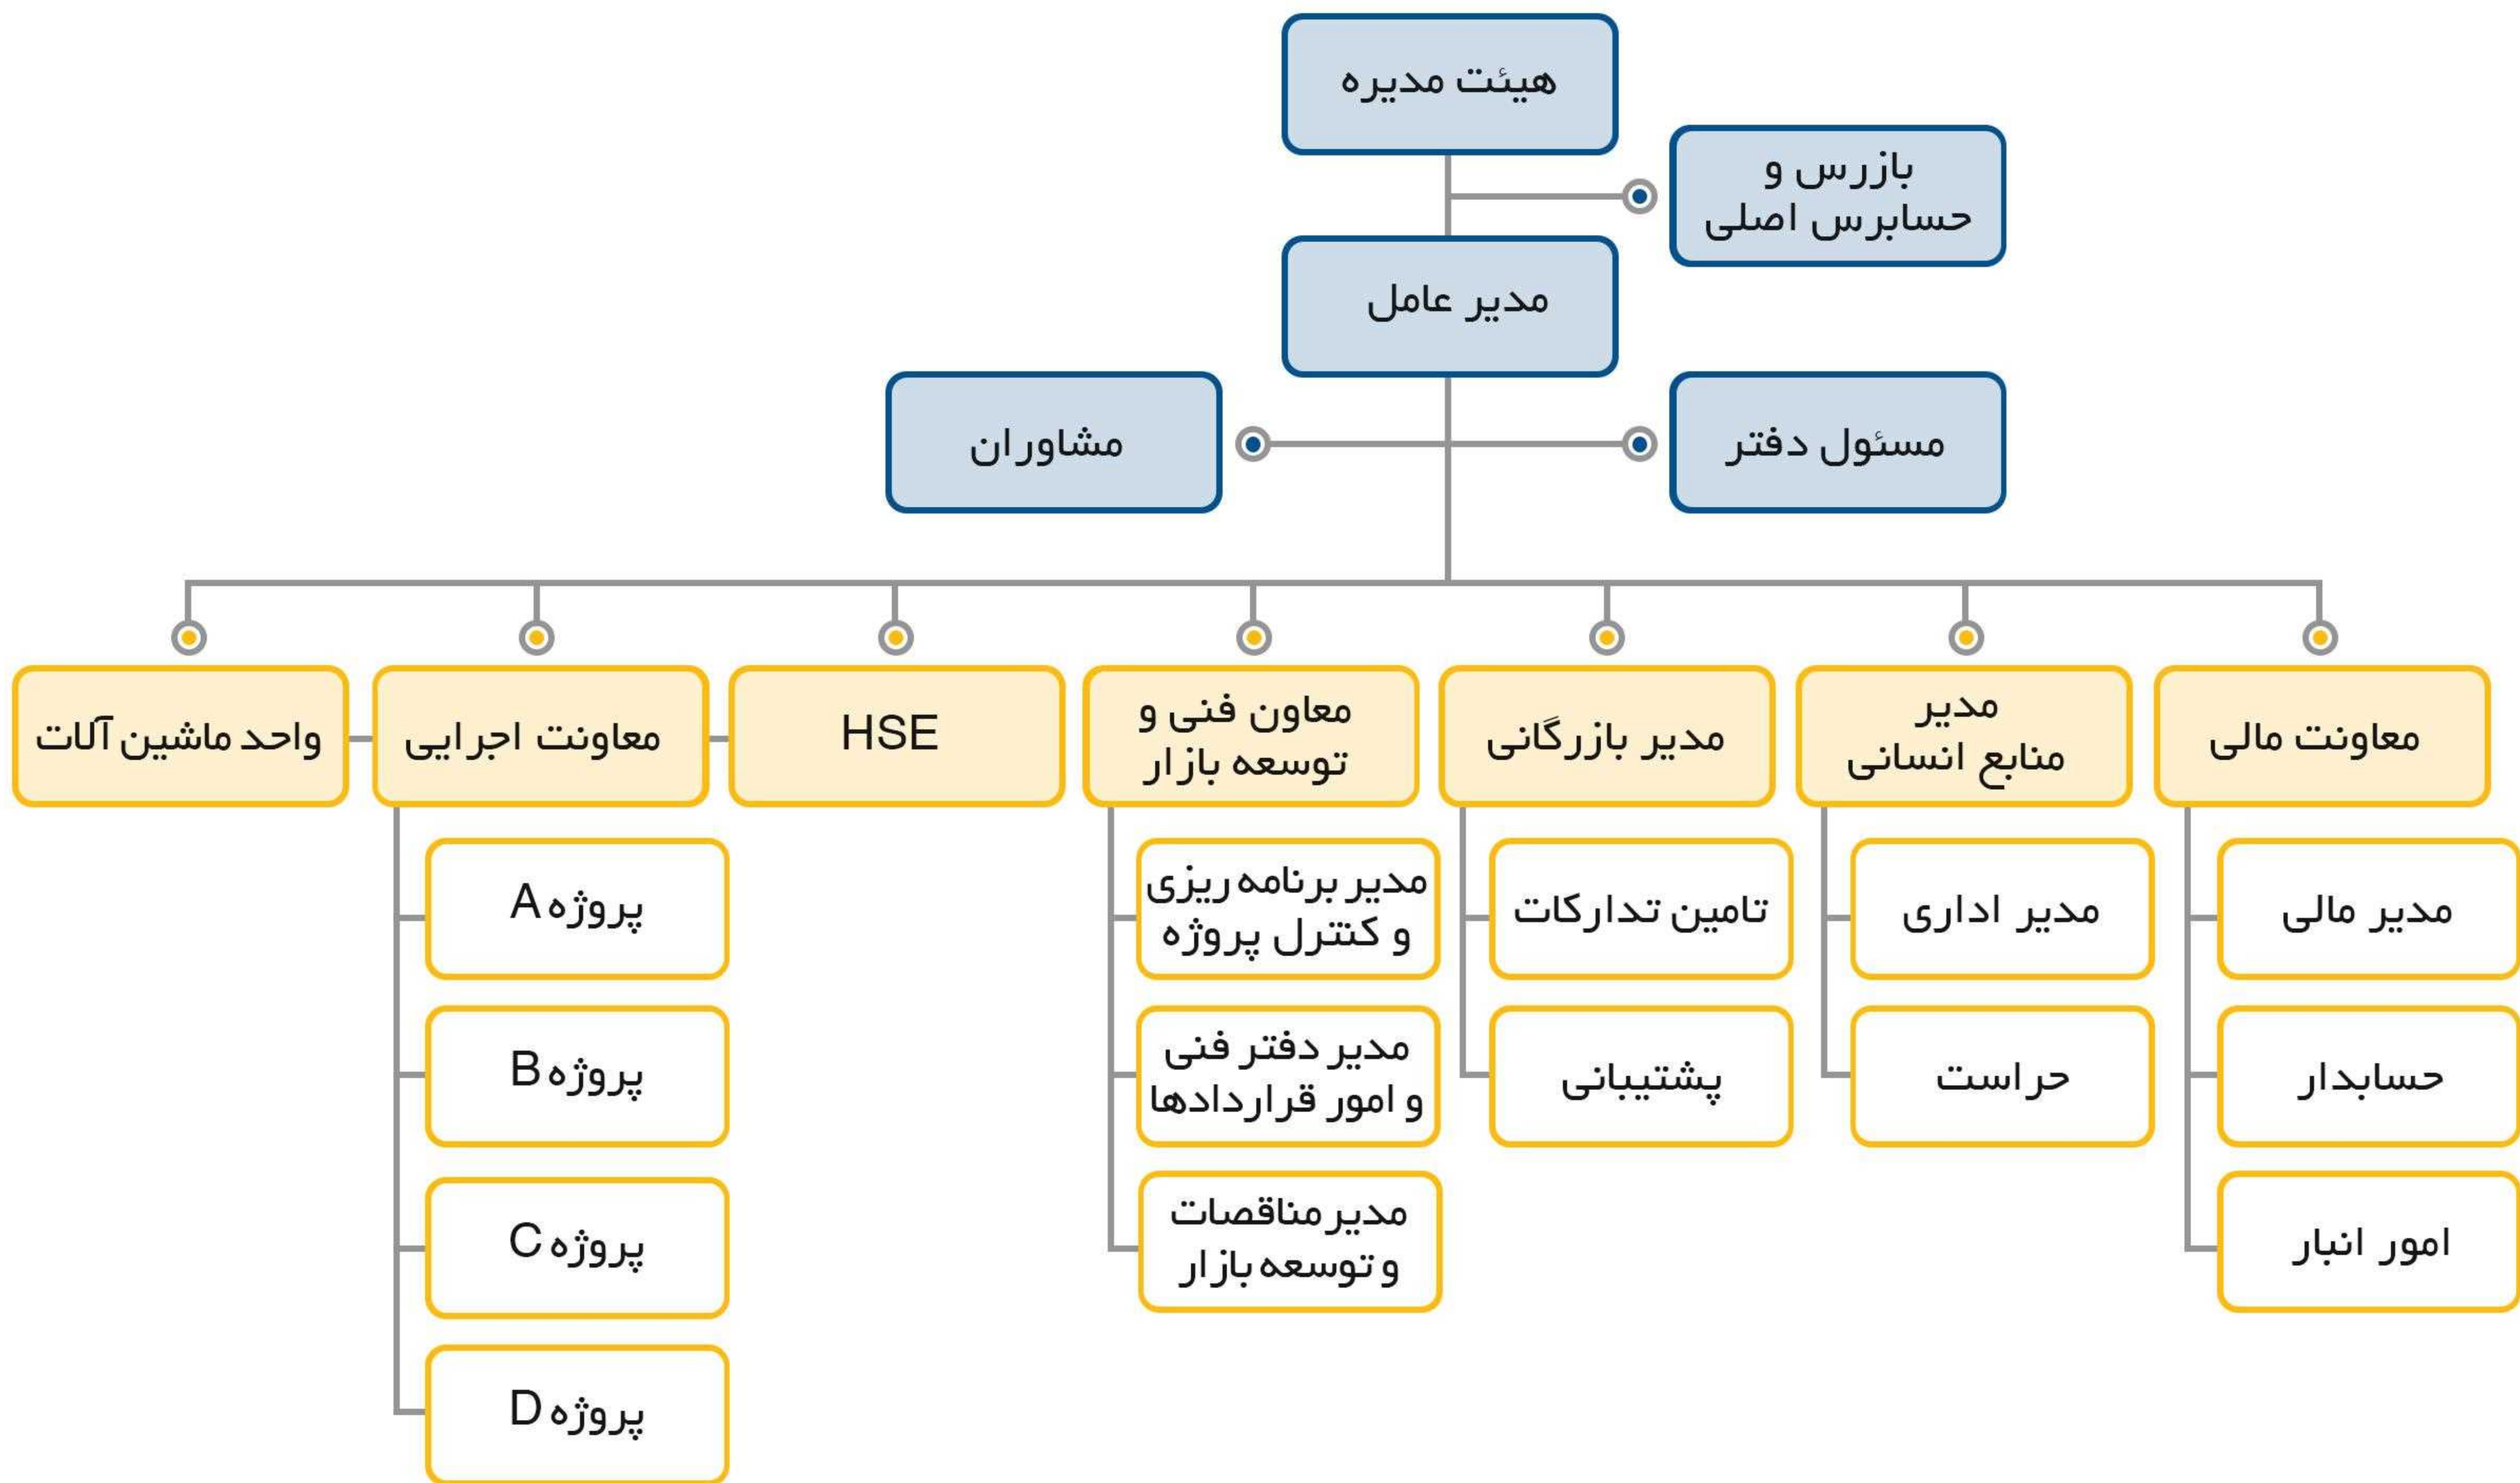 هیئت مدیره
بازرس و
حسابرس اصلی
مدیر عامل
مسئول دفتر
مشاوران
معاونت مالی
مدیر
منابع انسانی
مدیر بازرگانی
معاون فنی و
توسعه بازار
HSE
معاونت اجرایی
واحد ماشین آلات
مدیر مالی
حسابدار
امور انبار
مدیر اداری
حراست
تامین تدارکات
پشتیبانی
مدیر برنامه ریزی
و کنترل پروژه
مدیر دفتر فنی
و امور قراردادها
مدیر مناقصات
و توسعه بازار
پروژه A
پروژه B
پروژه C
پروژه D